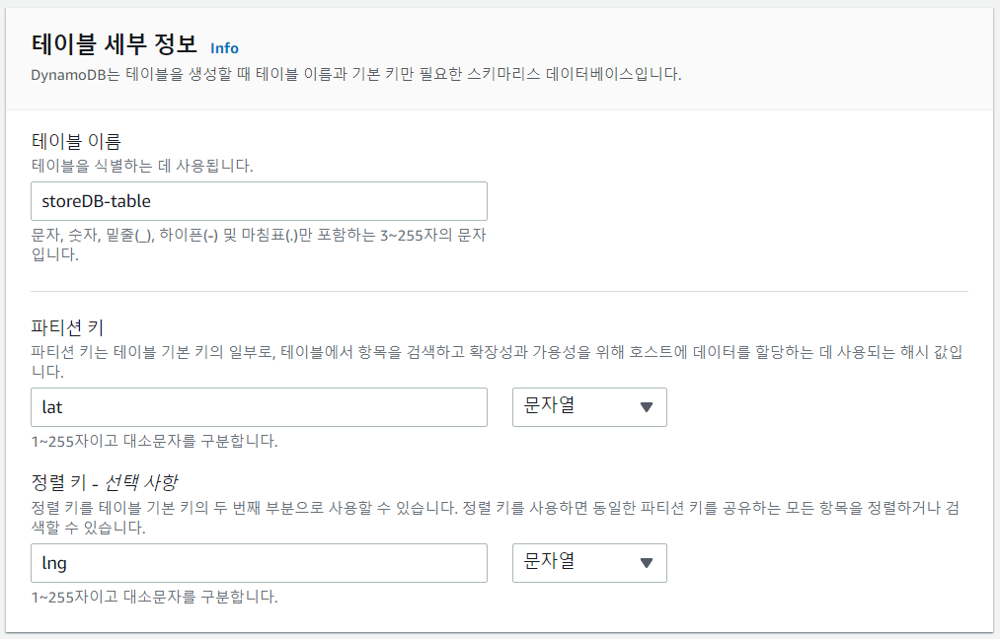 테이블 세부 정보 Info
DynamoDB는 테이블을 생성할 때 테이블 이름과 기본 키만 필요한 스키마리스 데이터베이스입니다.
테이블 이름
테이블을 식별하는 데 사용됩니다.
storeDB-table
문자, 숫자, 밑줄(_), 하이픈(-) 및 마침표(.)만 포함하는 3~255자의 문자
입니다.
파티션 키
파티션 키는 테이블 기본 키의 일부로, 테이블에서 항목을 검색하고 확장성과 가용성을 위해 호스트에 데이터를 할당하는 데 사용되는 해시 값입
니다.
lat 문자열
1~255자이고 대소문자를 구분합니다.
정렬 키 - 선택 사항
정렬 키를 테이블 기본 키의 두 번째 부분으로 사용할 수 있습니다. 정렬 키를 사용하면 동일한 파티션 키를 공유하는 모든 항목을 정렬하거나 검
색할 수 있습니다.
lng 문자열
1~255자이고 대소문자를 구분합니다.